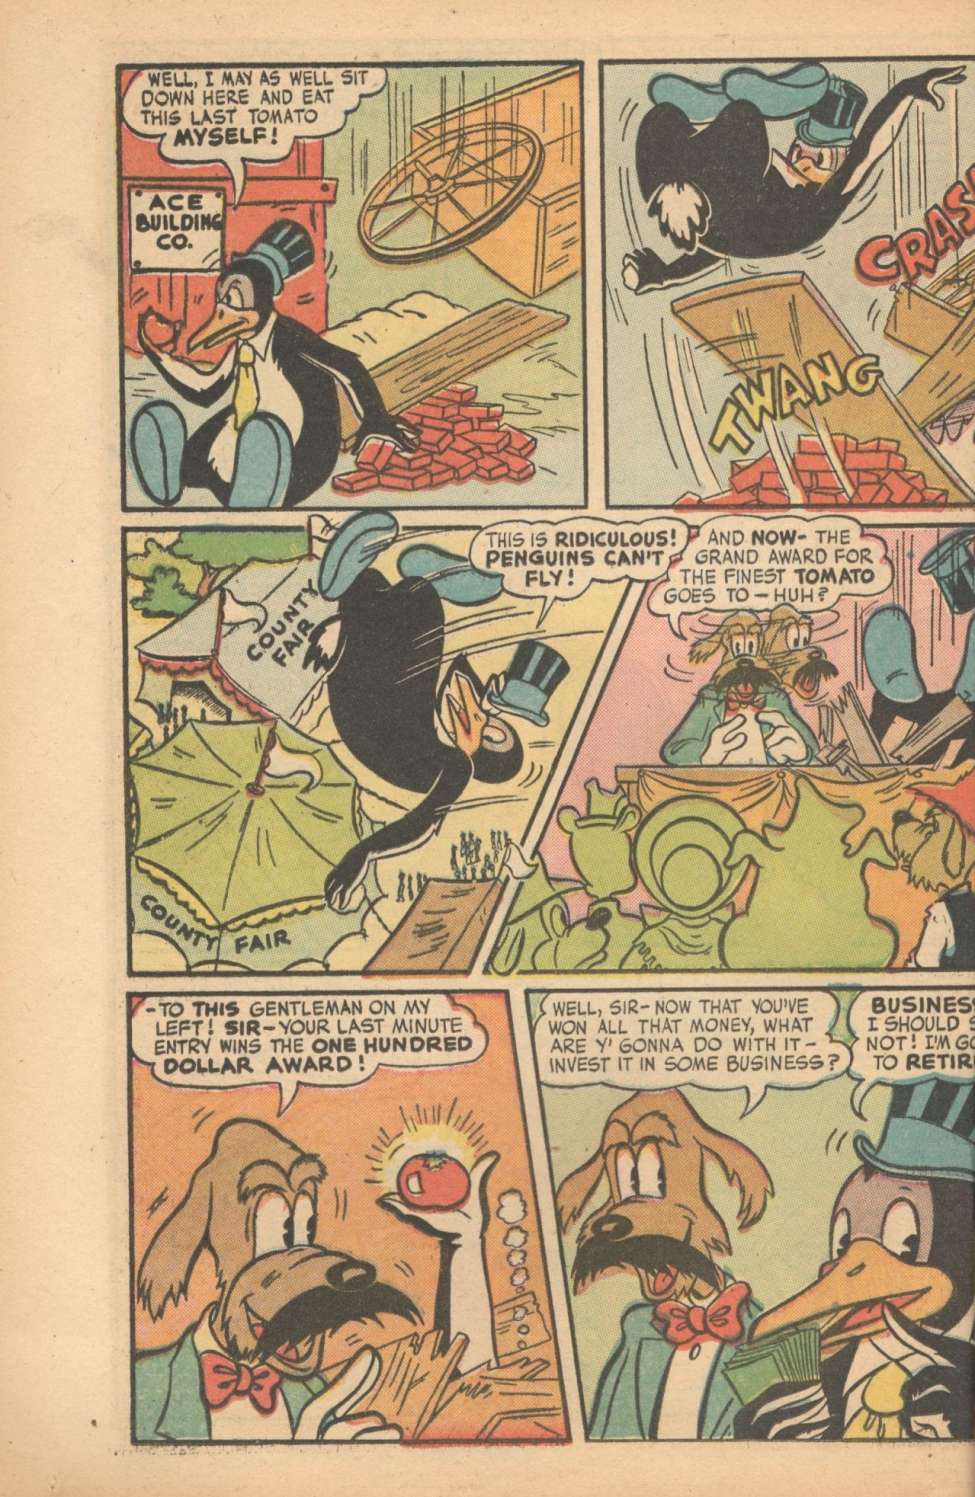 WELL, I MAY AS WELL SIT
DOWN HERE AND EAT
THIS LAST TOMATO
MYSELF!
ACE
BUILDING
CO.
TWANG
THIS IS RIDICULOUS!
PENGUINS CAN'T
FLY!
COUNTY
FAIR
COUNTY FAIR
AND NOW- THE
GRAND AWARD FOR
THE FINEST TOMATO
GOES TO - HUH?
-TO THIS GENTLEMAN ON MY
LEFT! SIR-YOUR LAST MINUTE
ENTRY WINS THE ONE HUNDRED
DOLLAR AWARD!
WELL, SIR- NOW THAT YOU'VE
WON ALL THAT MONEY, WHAT
ARE Y' GONNA DO WITH IT-
INVEST IT IN SOME BUSINESS?
I SHOULD
NOT! I'M
TO